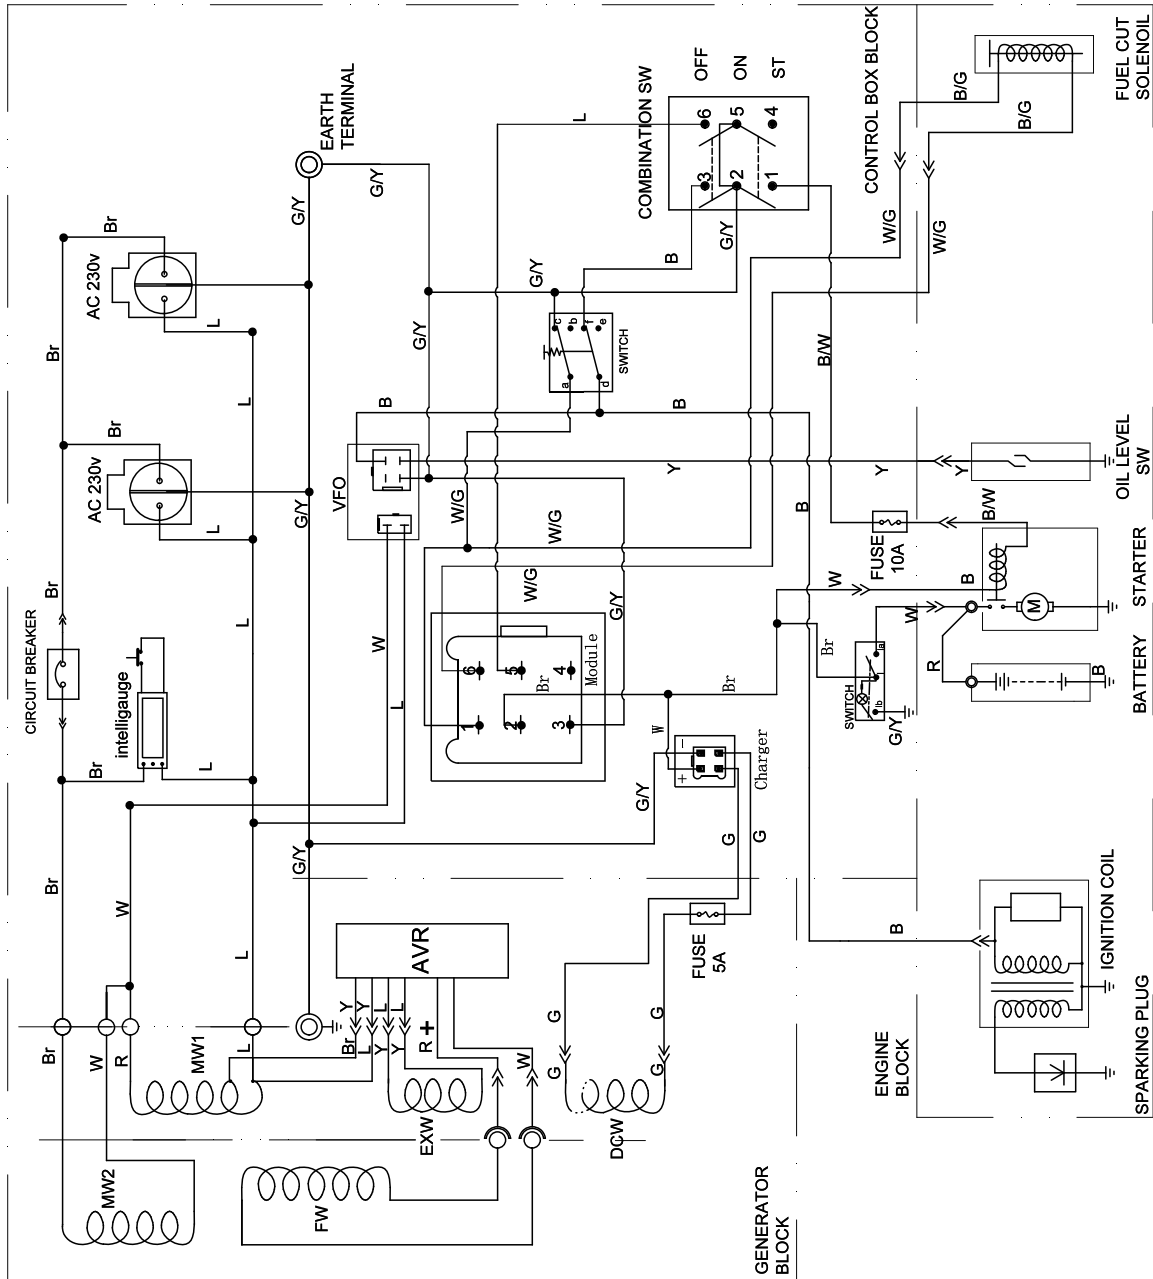 OFF
ON
ST
COMBINATION SW
6
5
4
3
2
1
CONTROL BOX BLOCK
FUEL CUT
SOLENOIL
B/G
B/G
W/G
W/G
L
EARTH
TERMINAL
G/Y
G/Y
Br
AC 230v
L
Br
L
Br
AC 230v
L
G/Y
G/Y
G/Y
B
G/Y
c
b
f
e
a
d
SWITCH
B/W
B
B
VFO
W/G
W/G
W/G
Y
Y
Y
OIL LEVEL
SW
B
B/W
FUSE
10A
STARTER
M
B
W
W
R
BATTERY
B
Br
CIRCUIT BREAKER
intelligauge
Br
L
L
W
L
G/Y
6
5
4
1
2
3
Br
Module
Br
Br
SWITCH
la
l
lb
G/Y
W
Charger
-
+
G/Y
G
G
G/Y
Br
W
L
AVR
FUSE
5A
B
IGNITION COIL
SPARKING PLUG
ENGINE
BLOCK
Br
W
R
MW1
L
Y
Y
L
L
Br
L
Y
Y
R
+
W
G
G
G
G
EXW
DCW
MW2
FW
GENERATOR
BLOCK